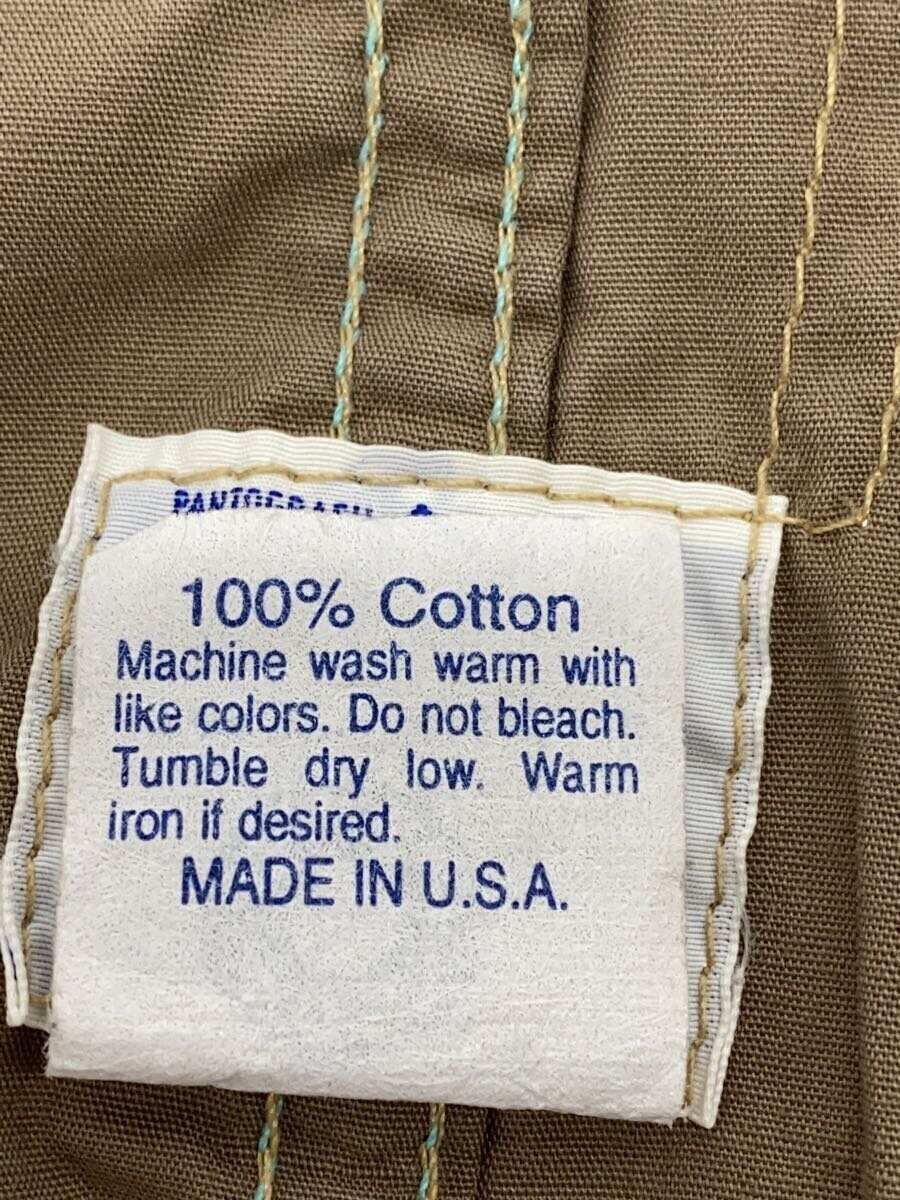 100% Cotton
Machine wash warm with
like colors. Do not bleach.
Tumble dry low. Warm
iron if desired.
MADE IN U.S.A.